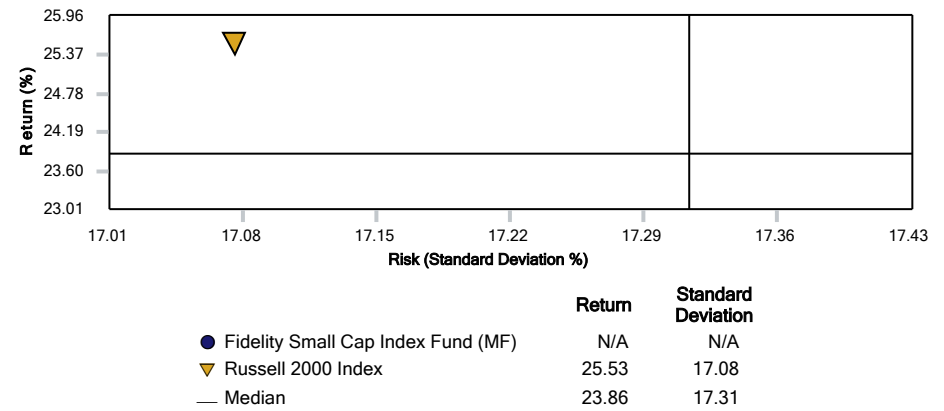 25.96
25.37
24.78
24.19
23.60
23.01
Return (%)
17.01 17.08 17.15 17.22 17.29 17.36 17.43
Risk (Standard Deviation %)
Return Standard Deviation
Fidelity Small Cap Index Fund (MF) N/A N/A
Russell 2000 Index 25.53 17.08
Median 23.86 17.31